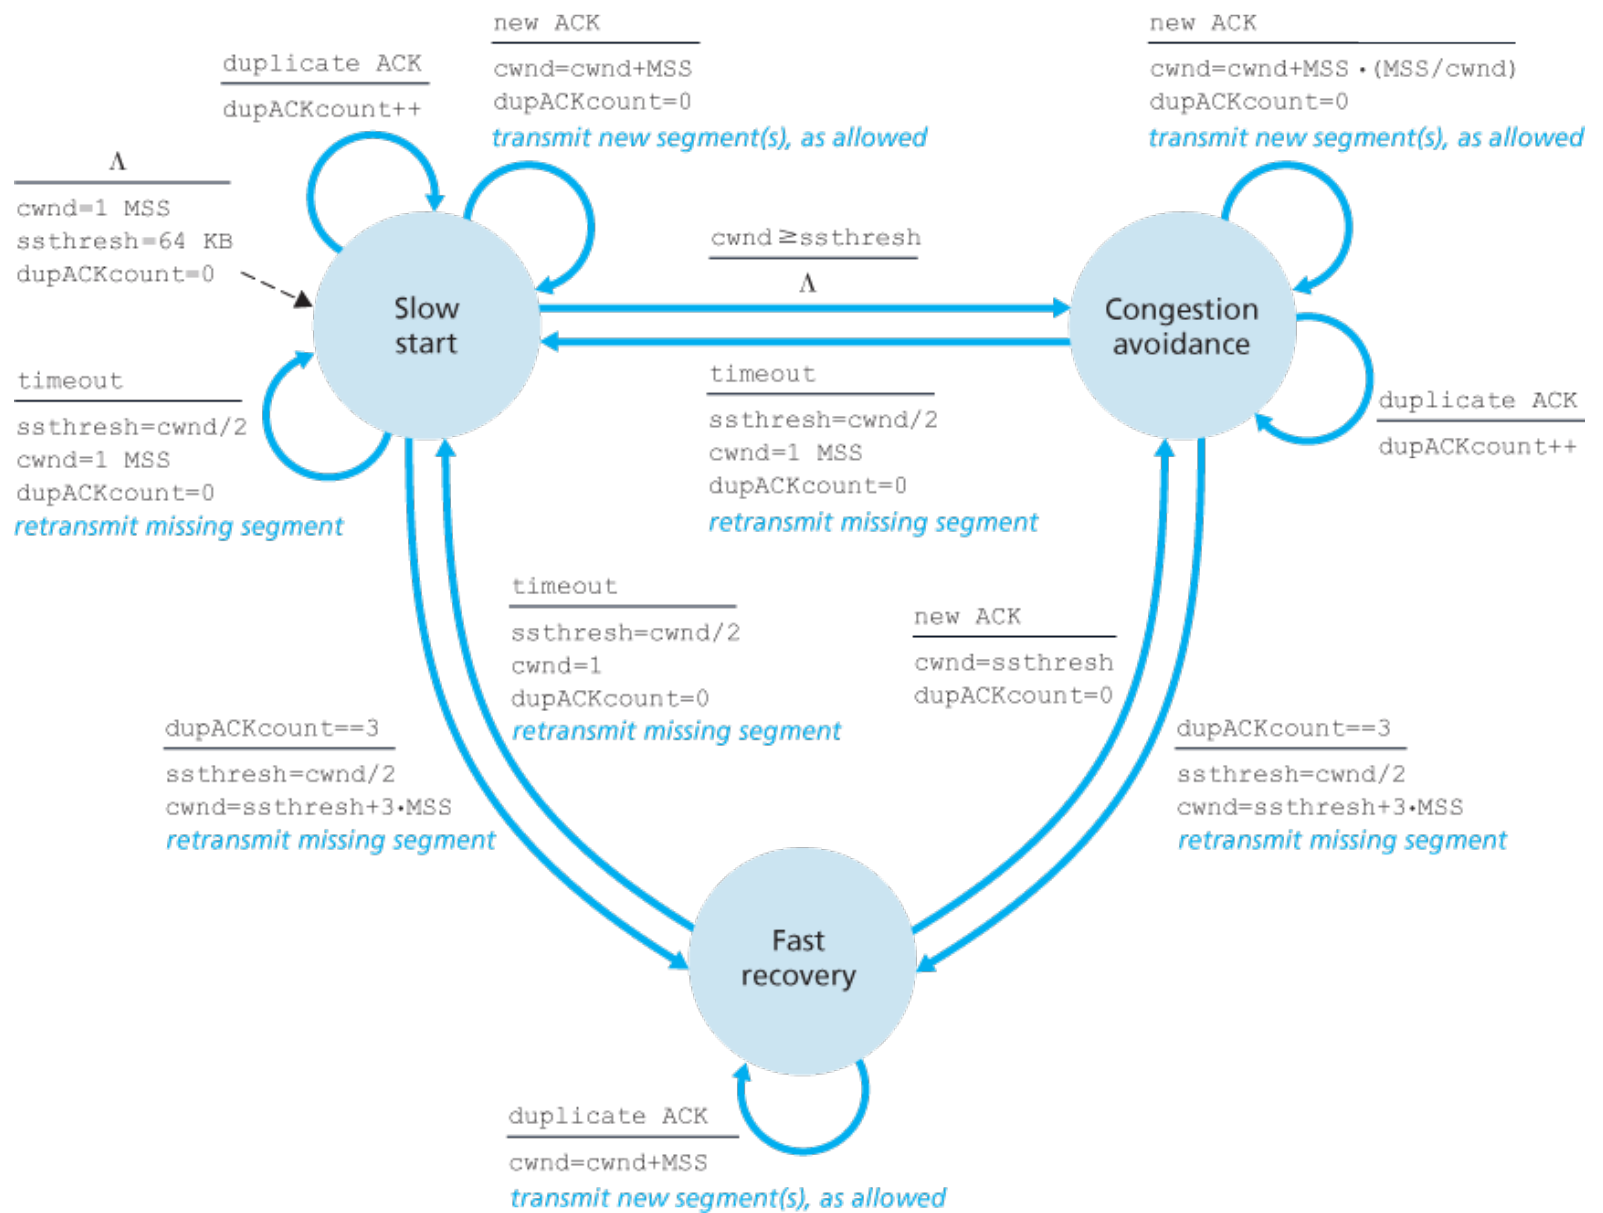 new ACK
cwnd=cwnd+MSS
dupACKcount=0
transmit new segment(s), as allowed
new ACK
cwnd=cwnd+MSS •(MSS/cwnd)
dupACKcount=0
transmit new segment(s), as allowed
duplicate ACK
dupACKcount++
Λ
cwnd=1 MSS
ssthresh=64 KB
dupACKcount=0
cwnd ≥ssthresh
Λ
Slow
start
Congestion
avoidance
timeout
ssthresh=cwnd/2
cwnd=1 MSS
dupACKcount=0
retransmit missing segment
timeout
ssthresh=cwnd/2
cwnd=1 MSS
dupACKcount=0
retransmit missing segment
duplicate ACK
dupACKcount++
timeout
ssthresh=cwnd/2
cwnd=1
dupACKcount=0
retransmit missing segment
new ACK
cwnd=ssthresh
dupACKcount=0
dupACKcount==3
ssthresh=cwnd/2
cwnd=ssthresh+3•MSS
retransmit missing segment
dupACKcount==3
ssthresh=cwnd/2
cwnd=ssthresh+3•MSS
retransmit missing segment
Fast
recovery
duplicate ACK
cwnd=cwnd+MSS
transmit new segment(s), as allowed